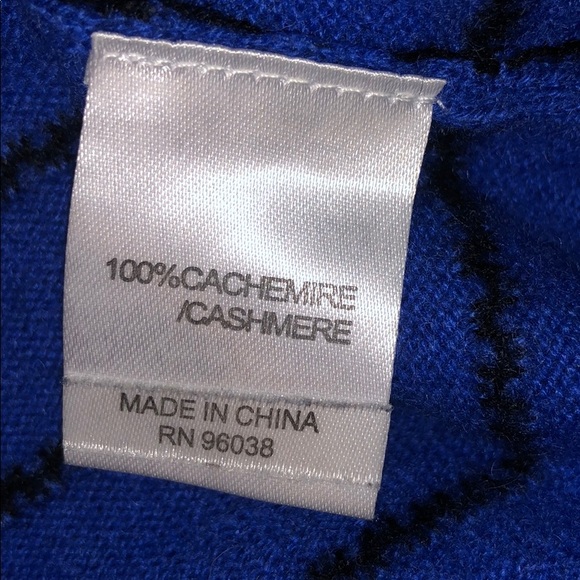 100%CACHEMIRE
/CASHMERE
MADE IN CHINA
RN 96038